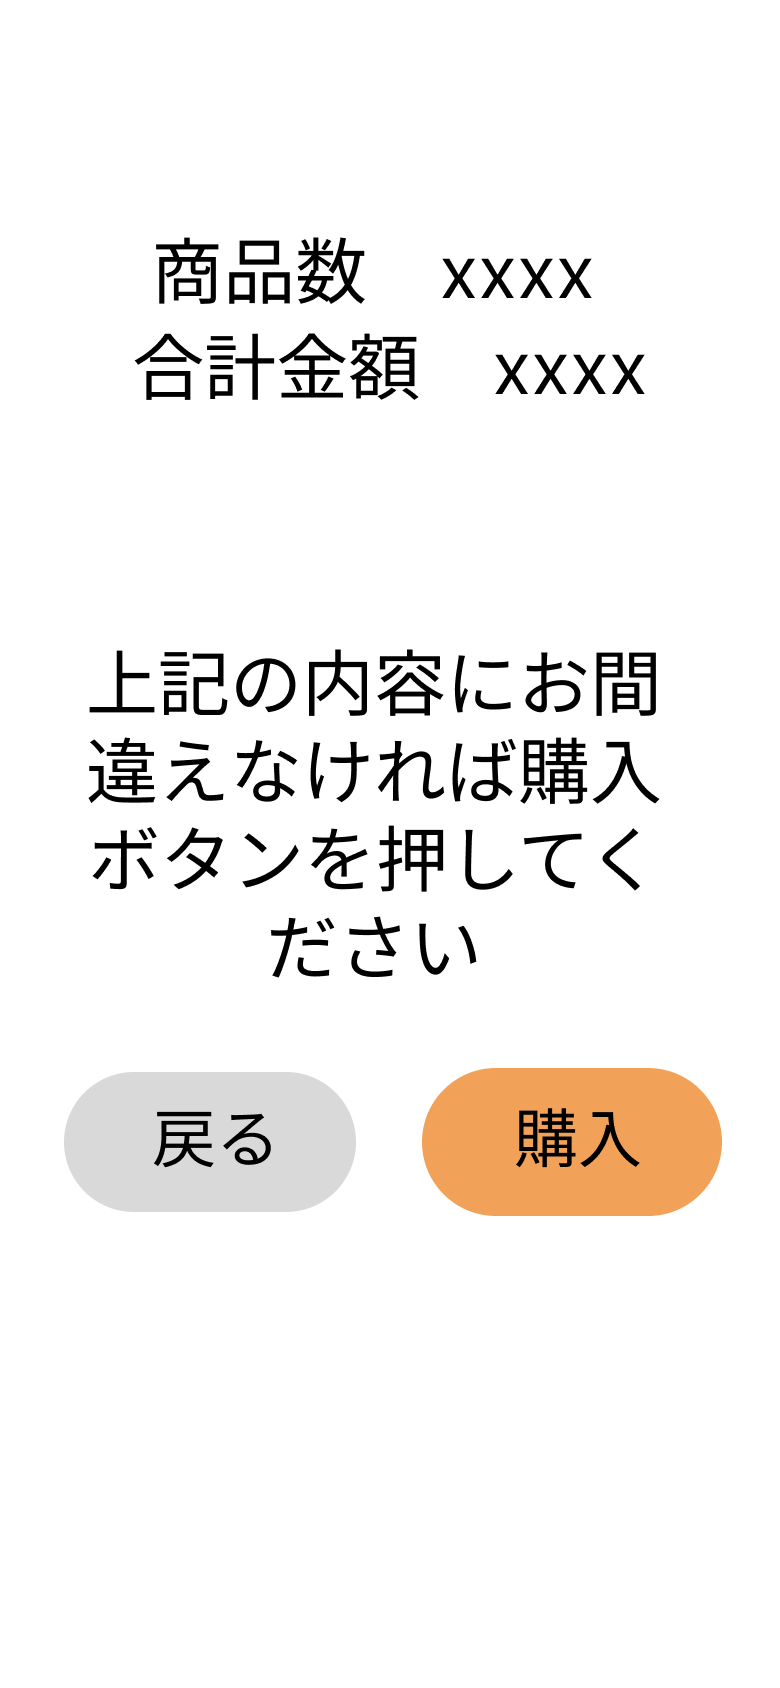 商品数　xxxx
合計金額　xxxx
上記の内容にお間
違えなければ購入
ボタンを押してく
ださい
戻る
購入